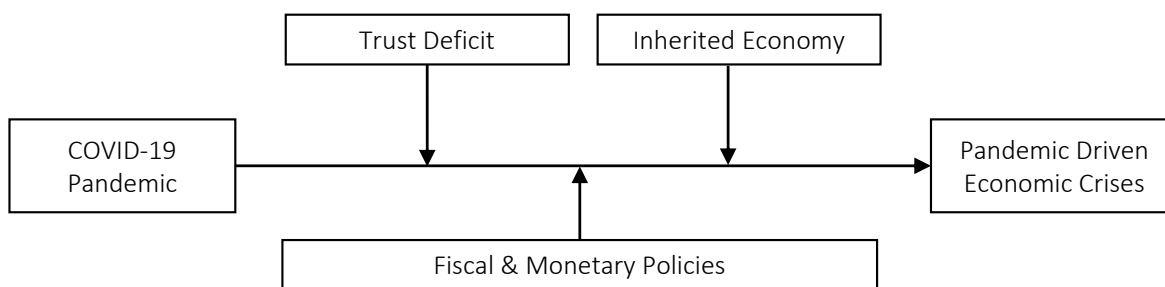 Trust Deficit
Inherited Economy
COVID-19
Pandemic
Pandemic Driven
Economic Crises
Fiscal & Monetary Policies